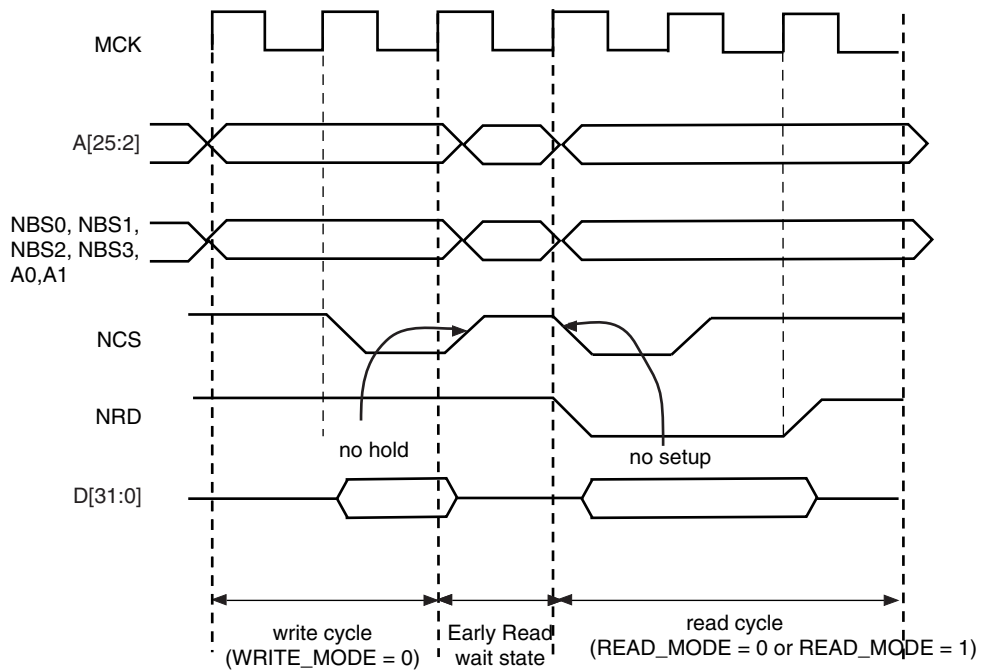 MCK
A[25:2]
NBS0, NBS1,
NBS2, NBS3,
A0,A1
NCS
NRD
no hold
no setup
D[31:0]
write cycle
(WRITE_MODE = 0)
Early Read
wait state
read cycle
(READ_MODE = 0 or READ_MODE = 1)